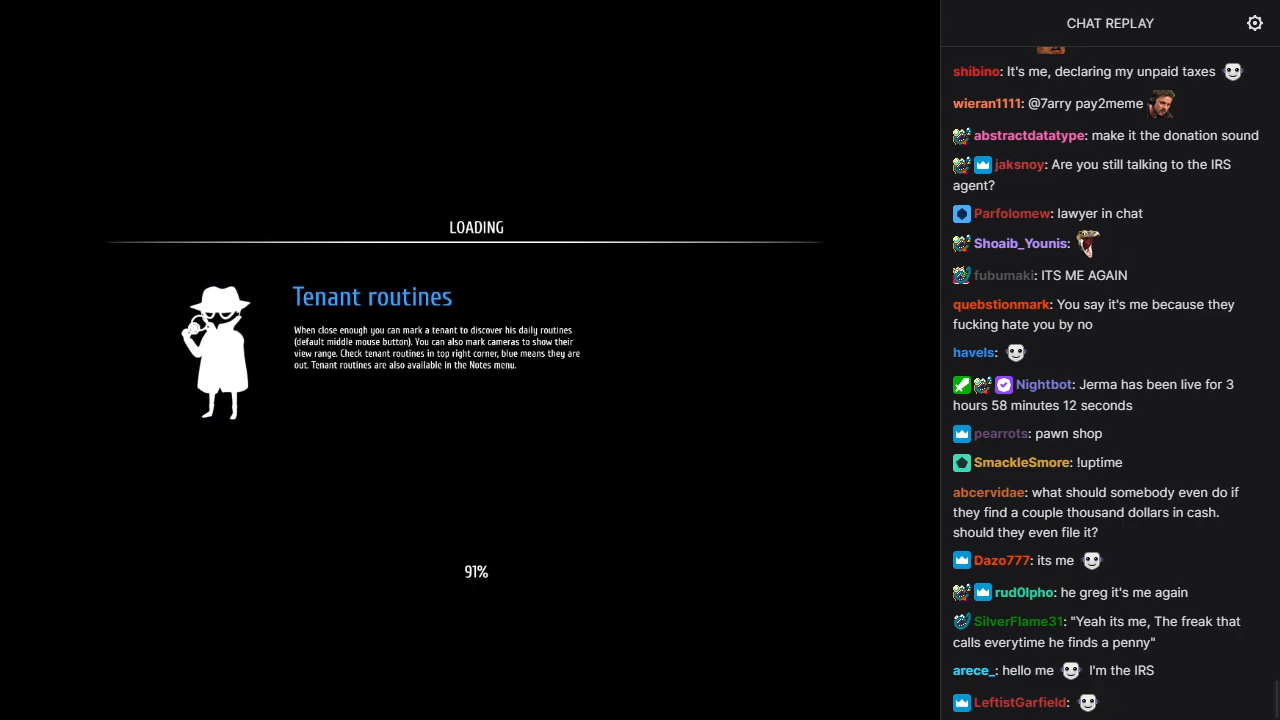 CHAT REPLAY
shibino: It's me, declaring my unpaid taxes
wieran1111: @7arry pay2meme
abstractdatatype: make it the donation sound
jaksnoy: Are you still talking to the IRS
agent?
Parfolomew: lawyer in chat
Shoaib_Younis:
fubumaki: ITS ME AGAIN
quebstionmark: You say it's me because they
fucking hate you by no
havels:
Nightbot: Jerma has been live for 3
hours 58 minutes 12 seconds
pearrots: pawn shop
SmackleSmore: !uptime
abcervidae: what should somebody even do if
they find a couple thousand dollars in cash.
should they even file it?
Dazo777: its me
rud0lpho: he greg it's me again
SilverFlame31: "Yeah its me, The freak that
calls everytime he finds a penny"
arece_: hello me I'm the IRS
LeftistGarfield:
LOADING
Tenant routines
When close enough you can mark a tenant to discover his daily routines
(default middle mouse button). You can also mark cameras to show their
view range. Check tenant routines in top right corner, blue means they are
out. Tenant routines are also available in the Notes menu.
91%